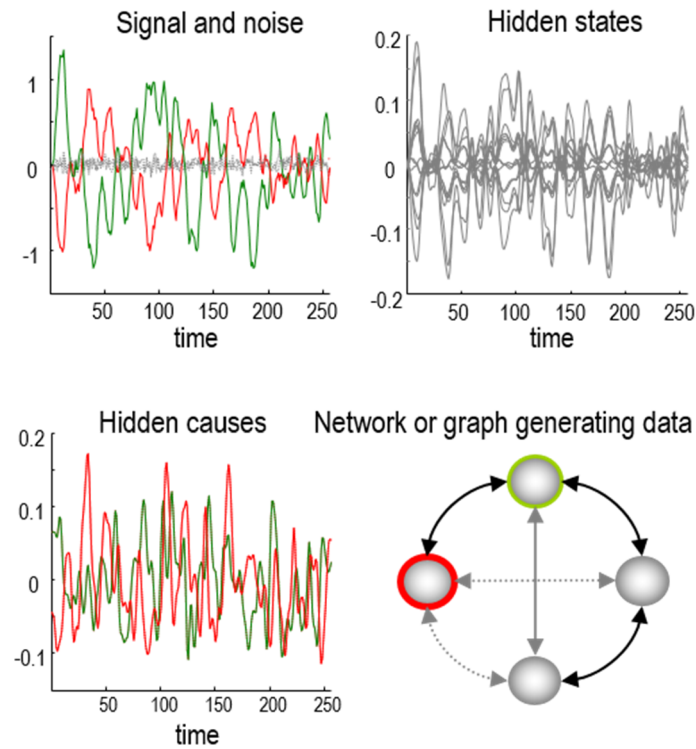 Signal and noise
1
0
-1
50 100 150 200 250
time
Hidden states
0.2
0.1
0
-0.1
-0.2
50 100 150 200 250
time
Hidden causes
0.2
0.1
0
-0.1
50 100 150 200 250
time
Network or graph generating data